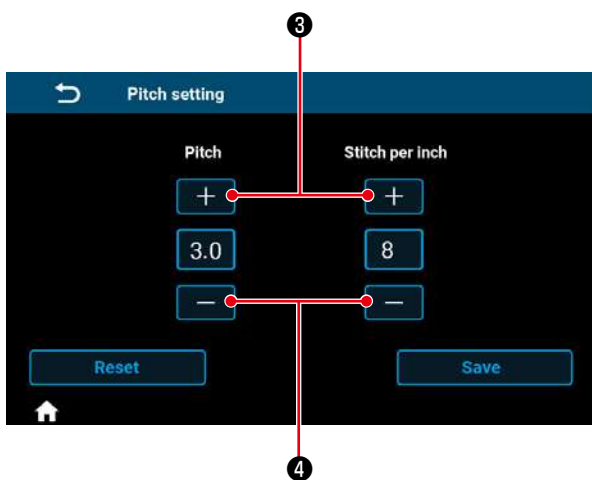 ❸
Pitch setting
Pitch Stitch per inch
+ +
3.0 8
− −
Reset Save
❹